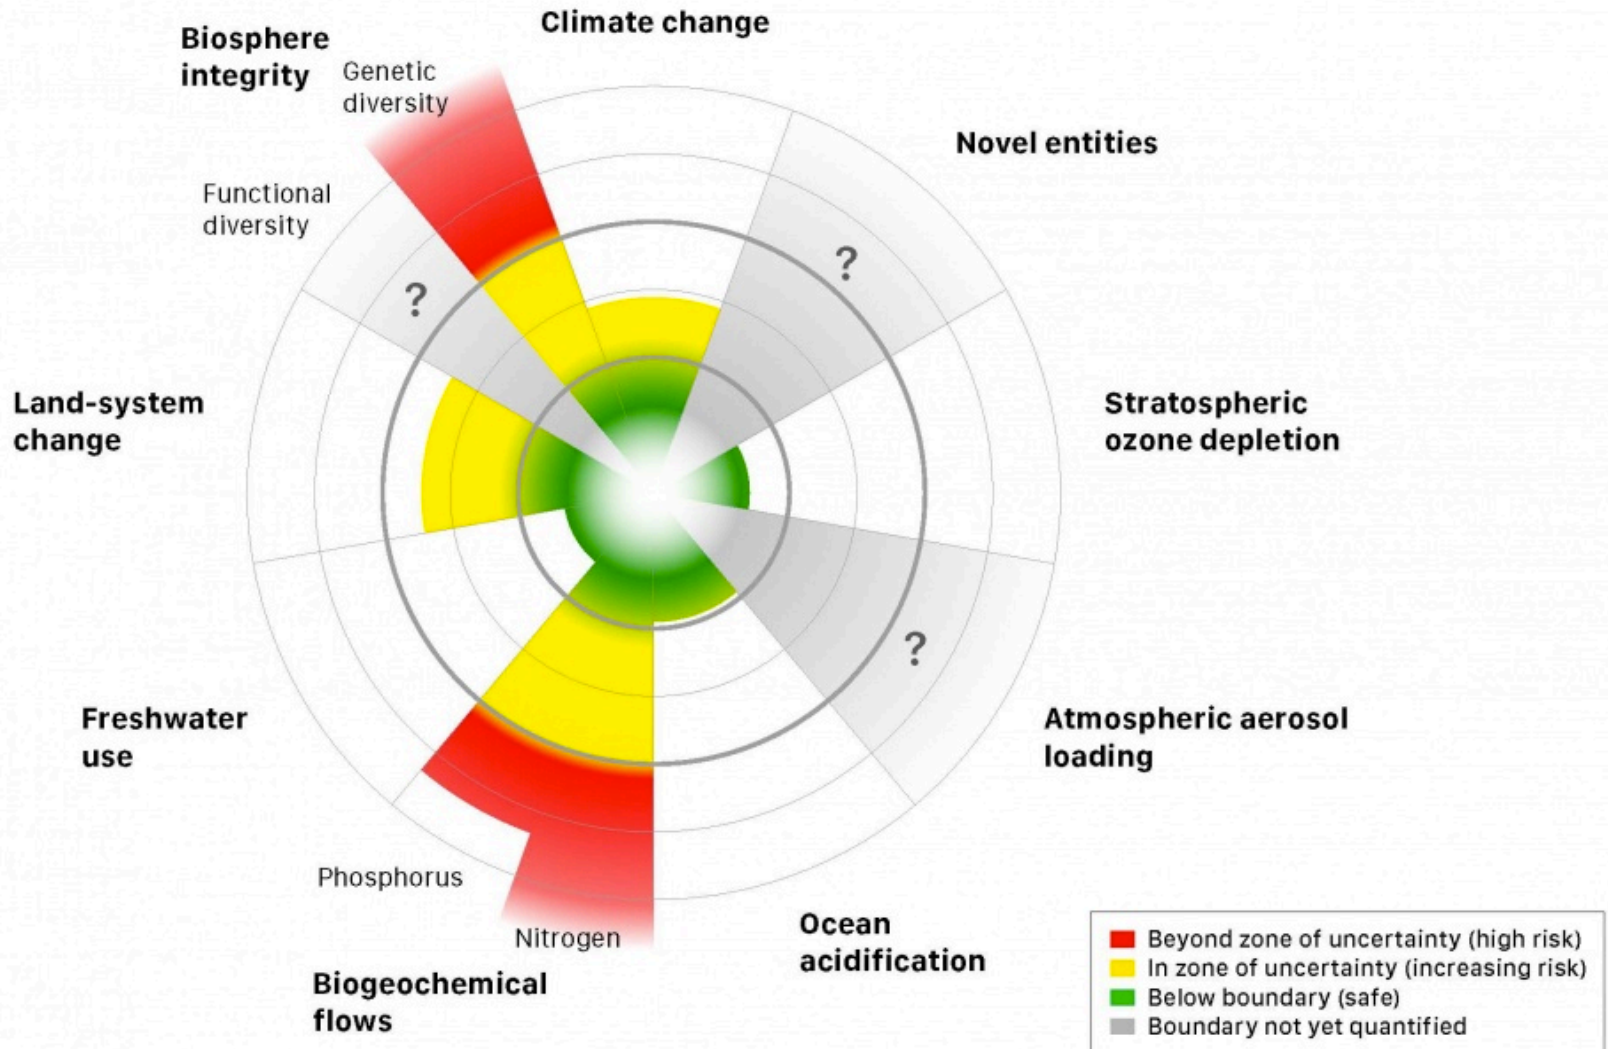 Climate change
Biosphere
integrity
Genetic
diversity
Novel entities
Functional
diversity
?
?
Land-system
change
Stratospheric
ozone depletion
?
Freshwater
use
Atmospheric aerosol
loading
Phosphorus
Nitrogen
Ocean
acidification
Biogeochemical
flows
Beyond zone of uncertainty (high risk)
In zone of uncertainty (increasing risk)
Below boundary (safe)
Boundary not yet quantified